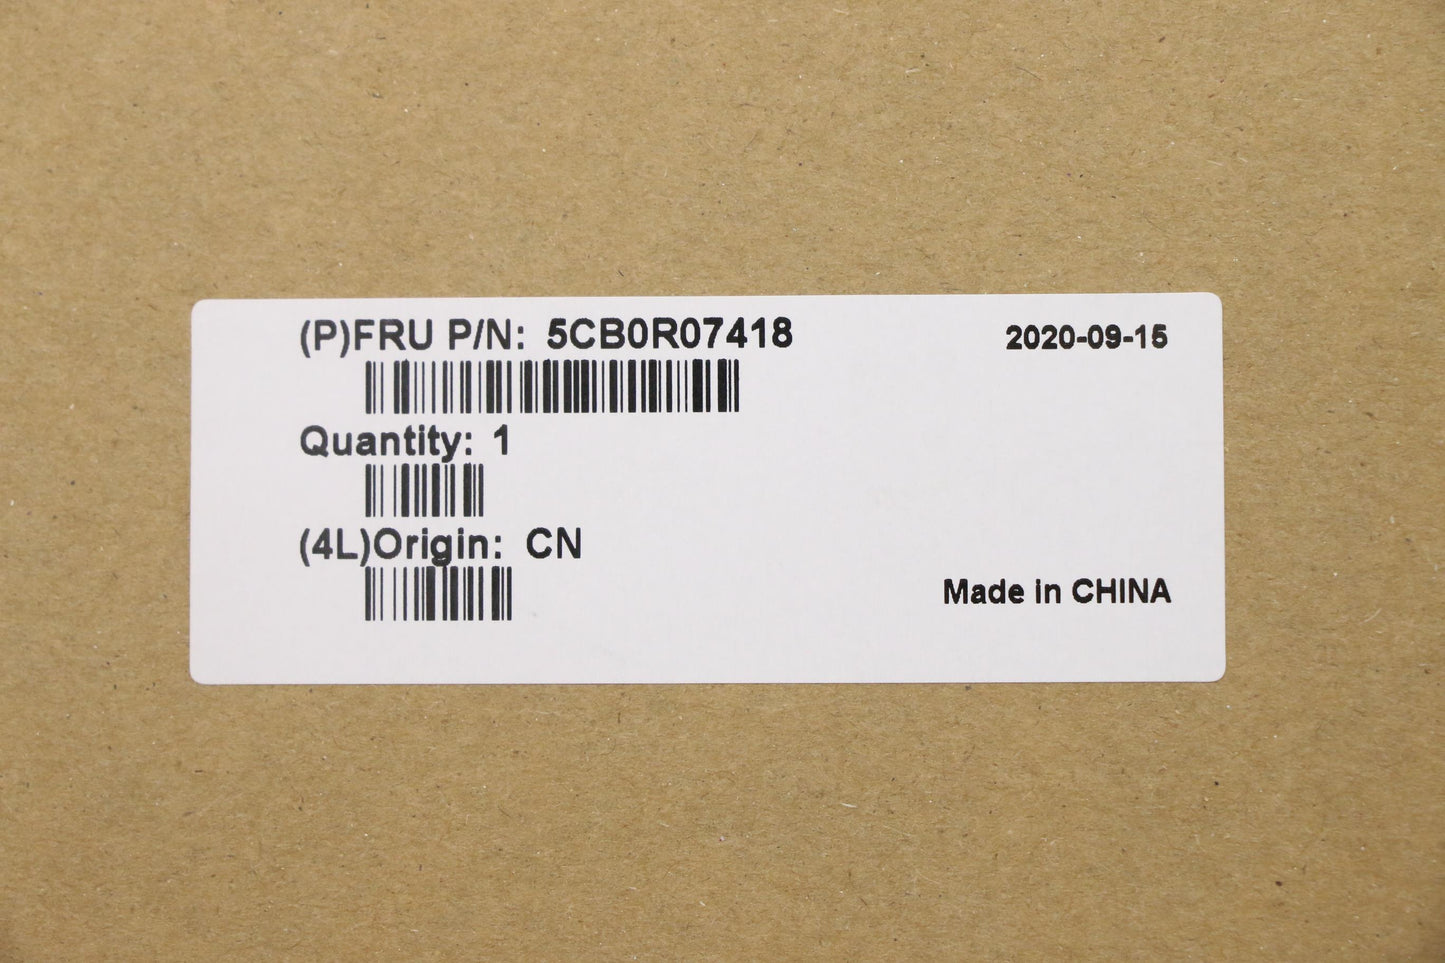 (P)FRU P/N: 5CB0R07418
2020-09-15
Quantity: 1
(4L)Origin: CN
Made in CHINA